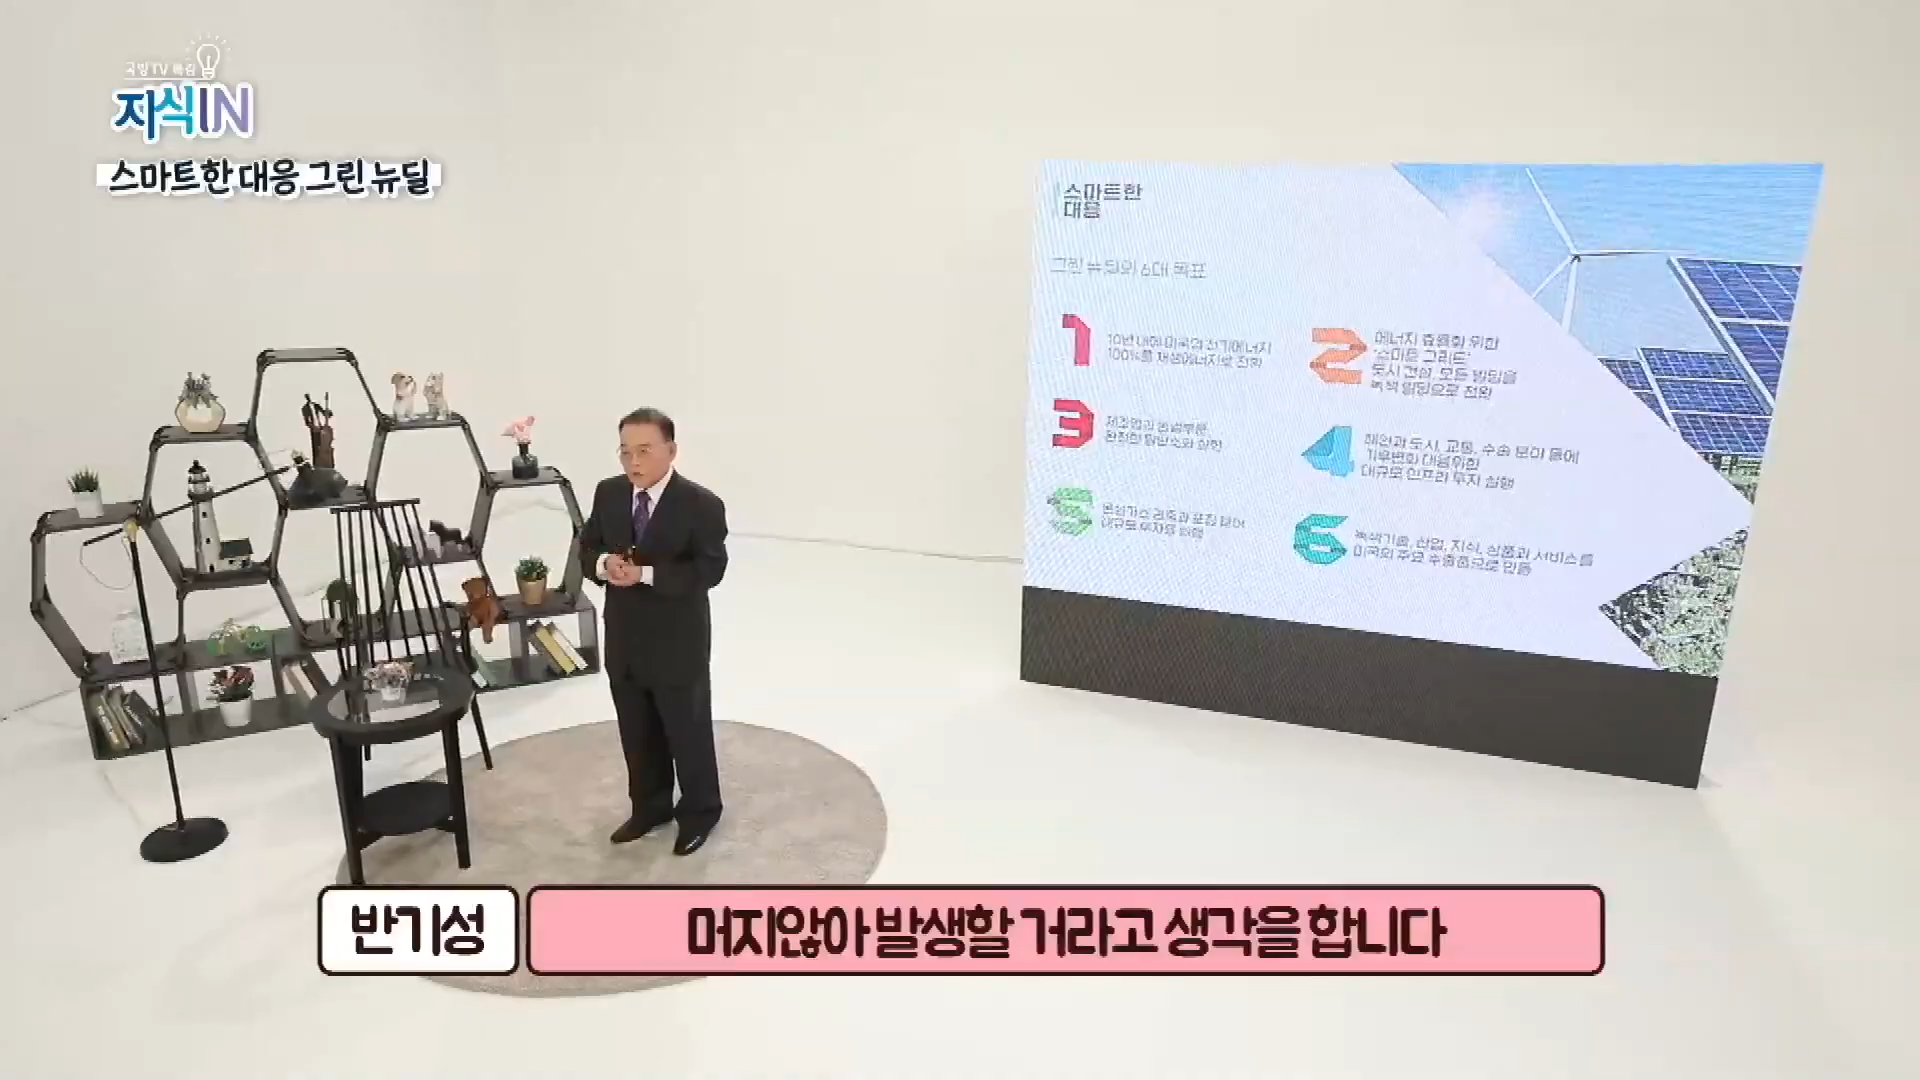 국방TV 특강
지식IN
스마트한 대응 그린 뉴딜
스마트한
대응
그린 뉴딜의 6대 목표
1
10년 내에 미국의 전기에너지
100%를 재생에너지로 전환
2
에너지 효율화 위한
'스마트 그리드'
도시 건설, 모든 빌딩을
녹색 빌딩으로 전환
3
제조업과 농업부문,
완전한 탈탄소화 실현
4
해안과 도시, 교통, 수송 분야 등에
기후변화 대응위한
대규모 인프라 투자 실행
5
온실가스 감축과 포집 분야
대규모 투자를
6
녹색기술, 산업, 지식, 상품과 서비스를
미국의 주요 수출품으로 만듦
반기성
머지않아 발생할 거라고 생각을 합니다